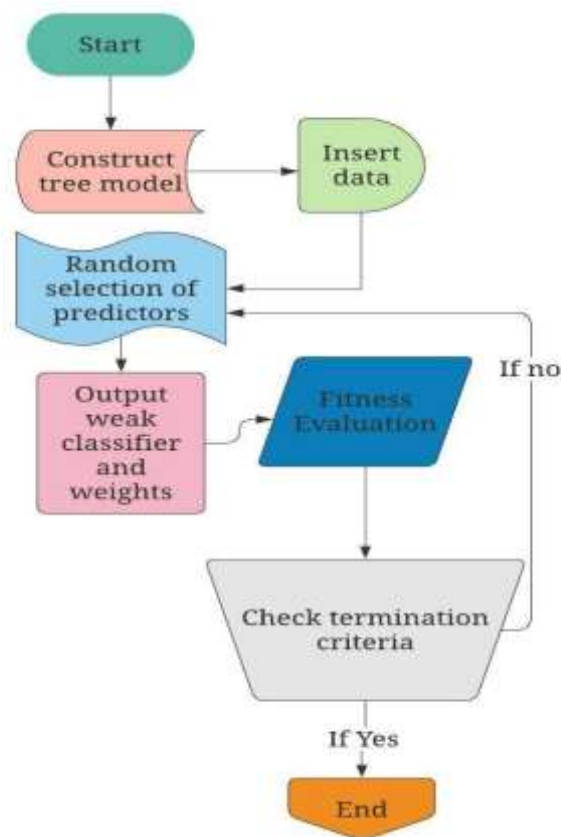 Start
Construct
tree model
Insert
data
Random
selection of
predictors
If no
Output
weak
classifier
and
weights
Fitness
Evaluation
Check termination
criteria
If Yes
End